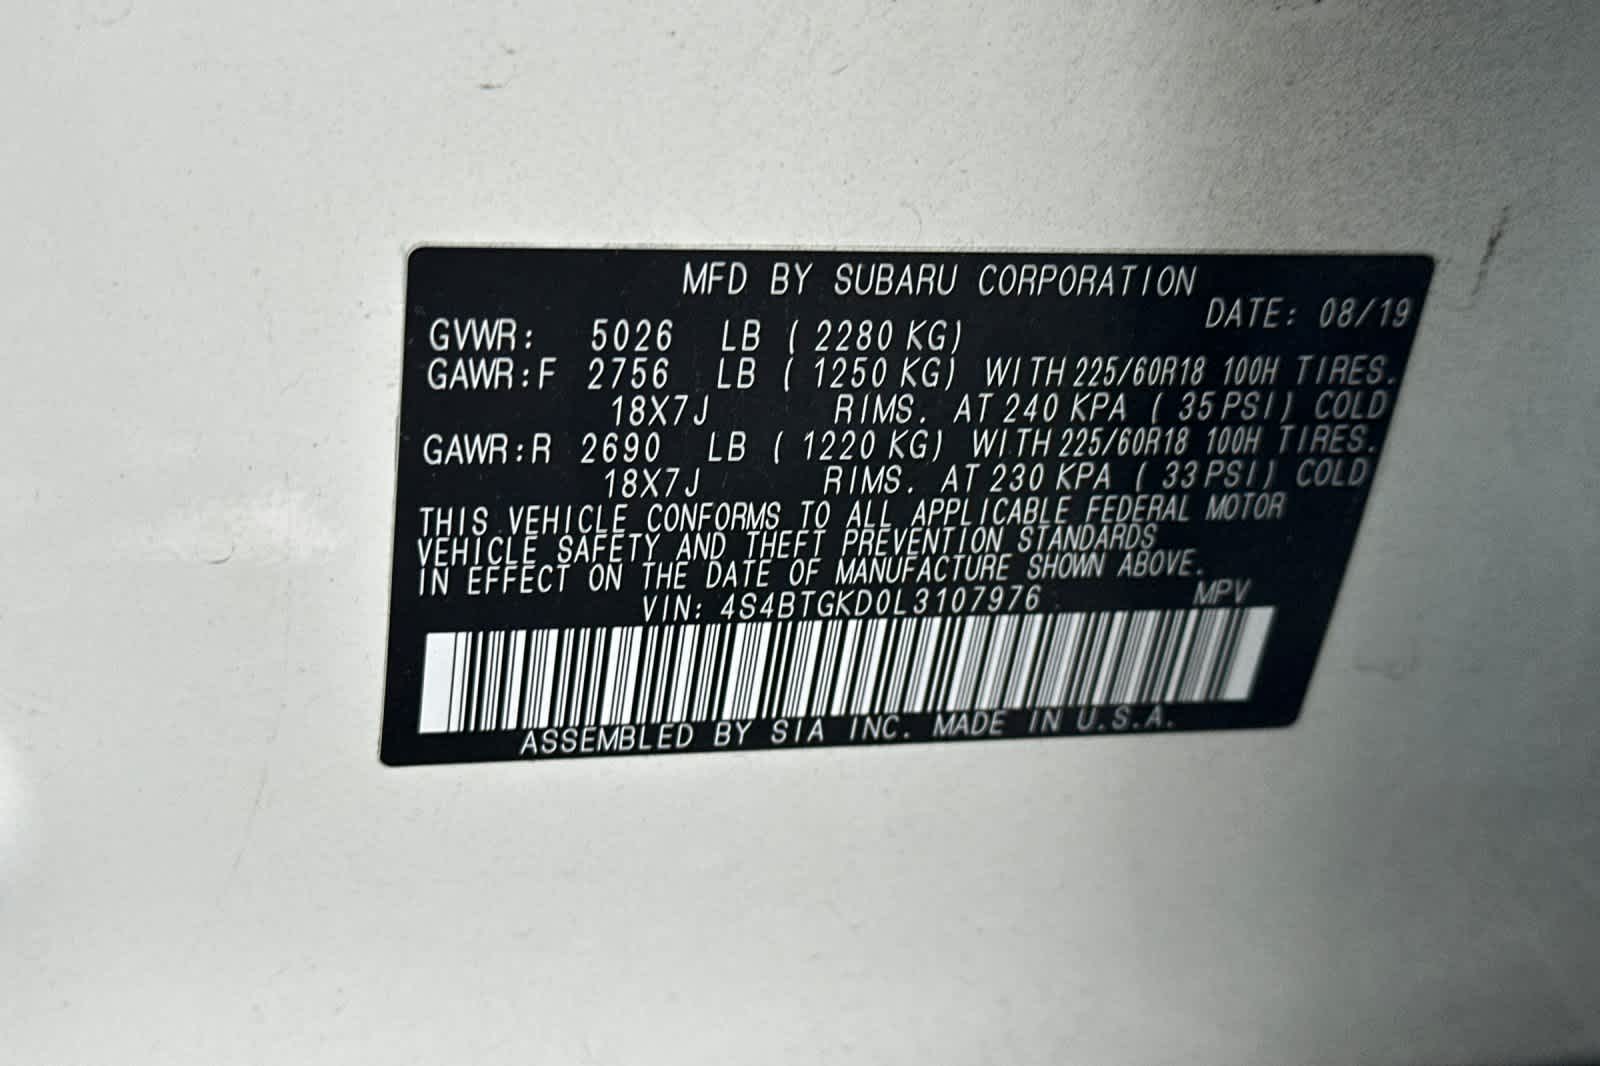 MFD BY SUBARU CORPORATION
DATE: 08/19
GVWR: 5026 LB ( 2280 KG)
GAWR:F 2756 LB ( 1250 KG) WITH 225/60R18 100H TIRES.
18X7J RIMS. AT 240 KPA ( 35 PSI) COLD
GAWR:R 2690 LB ( 1220 KG) WITH 225/60R18 100H TIRES.
18X7J RIMS. AT 230 KPA ( 33 PSI) COLD
THIS VEHICLE CONFORMS TO ALL APPLICABLE FEDERAL MOTOR
VEHICLE SAFETY AND THEFT PREVENTION STANDARDS
IN EFFECT ON THE DATE OF MANUFACTURE SHOWN ABOVE.
VIN: 4S4BTGKD0L3107976 MPV
ASSEMBLED BY SIA INC. MADE IN U.S.A.